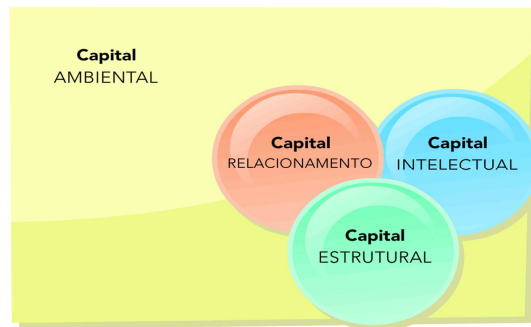 Capital
AMBIENTAL
Capital
RELACIONAMENTO
Capital
INTELECTUAL
Capital
ESTRUTURAL